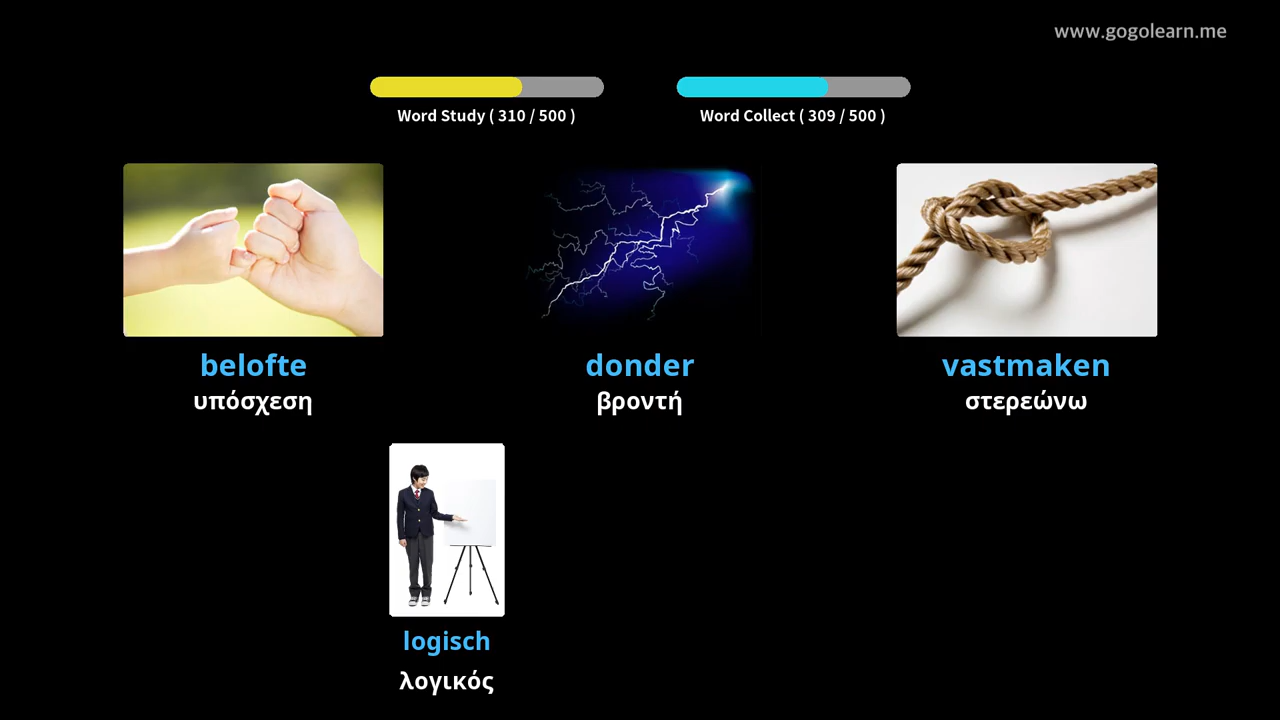 www.gogolearn.me
Word Study ( 310 / 500 )
Word Collect ( 309 / 500 )
belofte
υπόσχεση
donder
βροντή
vastmaken
στερεώνω
logisch
λογικός